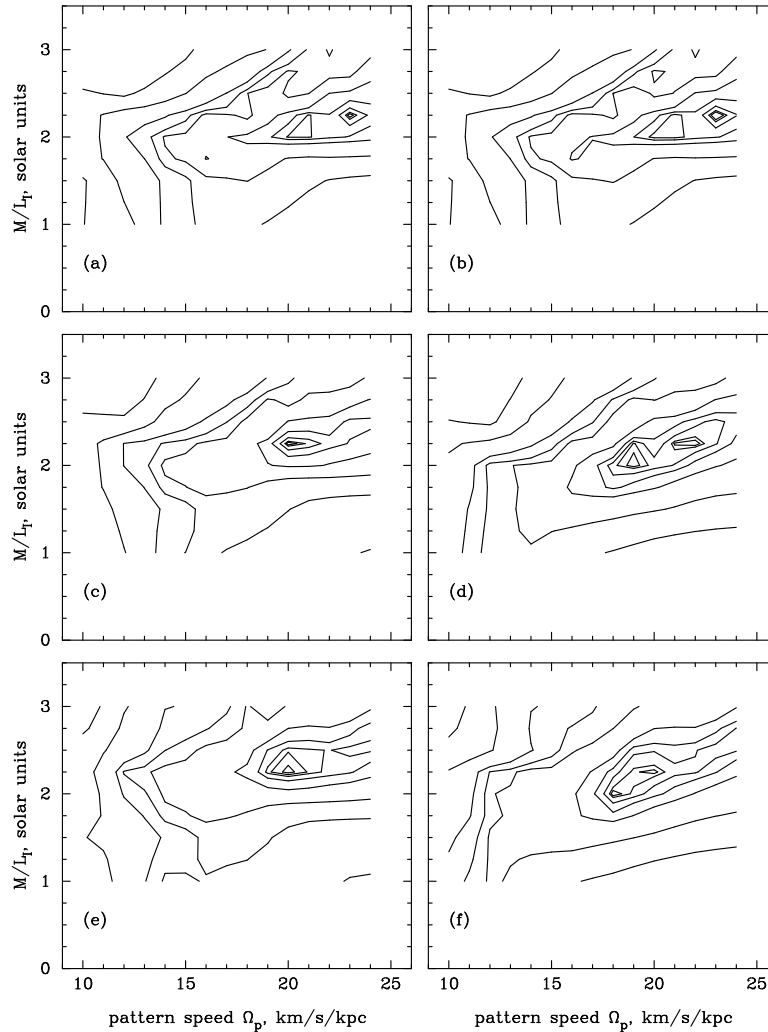 3
2
1
0
M/L_I, solar units
(a)
(b)
3
2
1
0
M/L_I, solar units
(c)
(d)
3
2
1
0
M/L_I, solar units
(e)
(f)
10 15 20 25
10 15 20 25
pattern speed Ω_p, km/s/kpc
pattern speed Ω_p, km/s/kpc